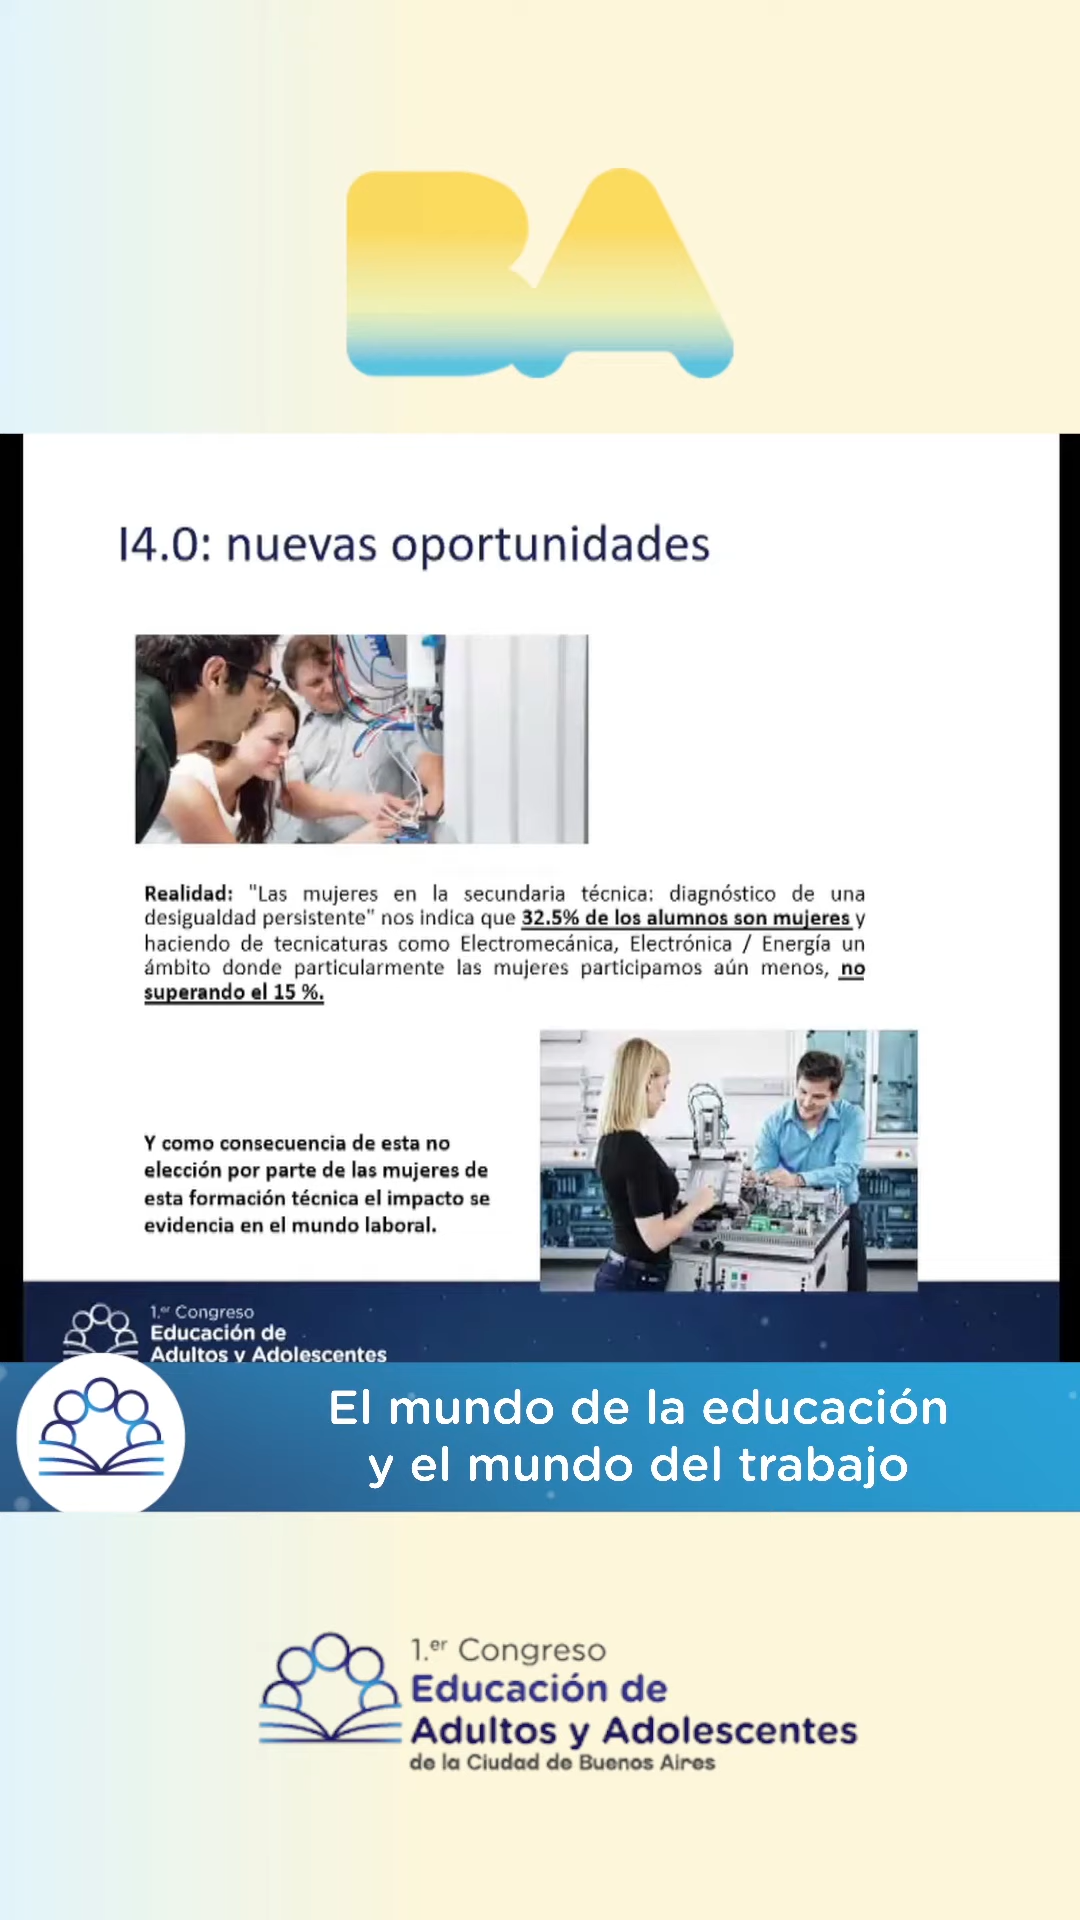 BA
I4.0: nuevas oportunidades
Realidad: "Las mujeres en la secundaria técnica: diagnóstico de una
desigualdad persistente" nos indica que 32.5% de los alumnos son mujeres y
haciendo de tecnicaturas como Electromecánica, Electrónica / Energía un
ámbito donde particularmente las mujeres participamos aún menos, no
superando el 15 %.
Y como consecuencia de esta no
elección por parte de las mujeres de
esta formación técnica el impacto se
evidencia en el mundo laboral.
1.er Congreso
Educación de
Adultos y Adolescentes
El mundo de la educación
y el mundo del trabajo
1.er Congreso
Educación de
Adultos y Adolescentes
de la Ciudad de Buenos Aires